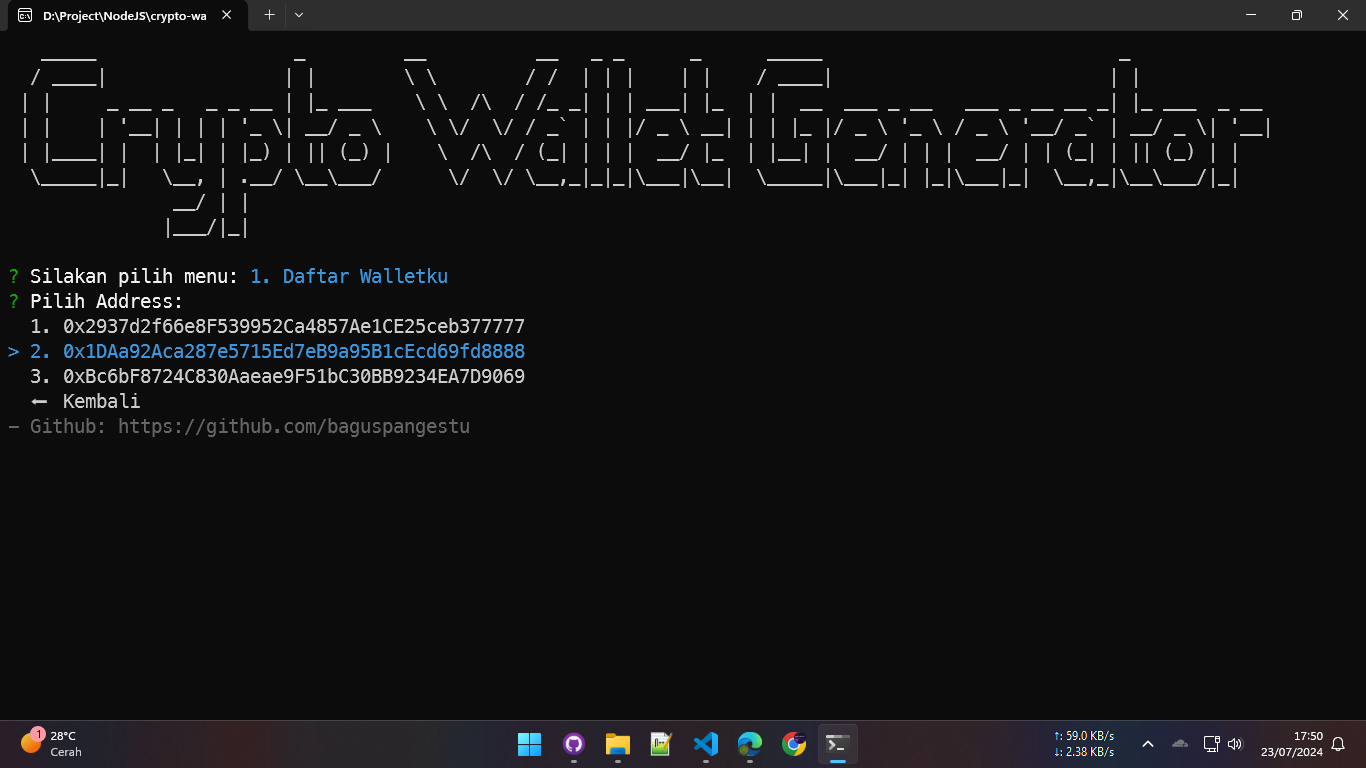 D:\Project\NodeJS\crypto-wa
Crypto Wallet Generator
? Silakan pilih menu: 1. Daftar Walletku
? Pilih Address:
1. 0x2937d2f66e8F539952Ca4857Ae1CE25ceb377777
> 2. 0x1DAa92Aca287e5715Ed7eB9a95B1cEcd69fd8888
3. 0xBc6bF8724C830Aaeae9F51bC30BB9234EA7D9069
← Kembali
– Github: https://github.com/baguspangestu
1
28°C
Cerah
↑: 59.0 KB/s
↓: 2.38 KB/s
17:50
23/07/2024